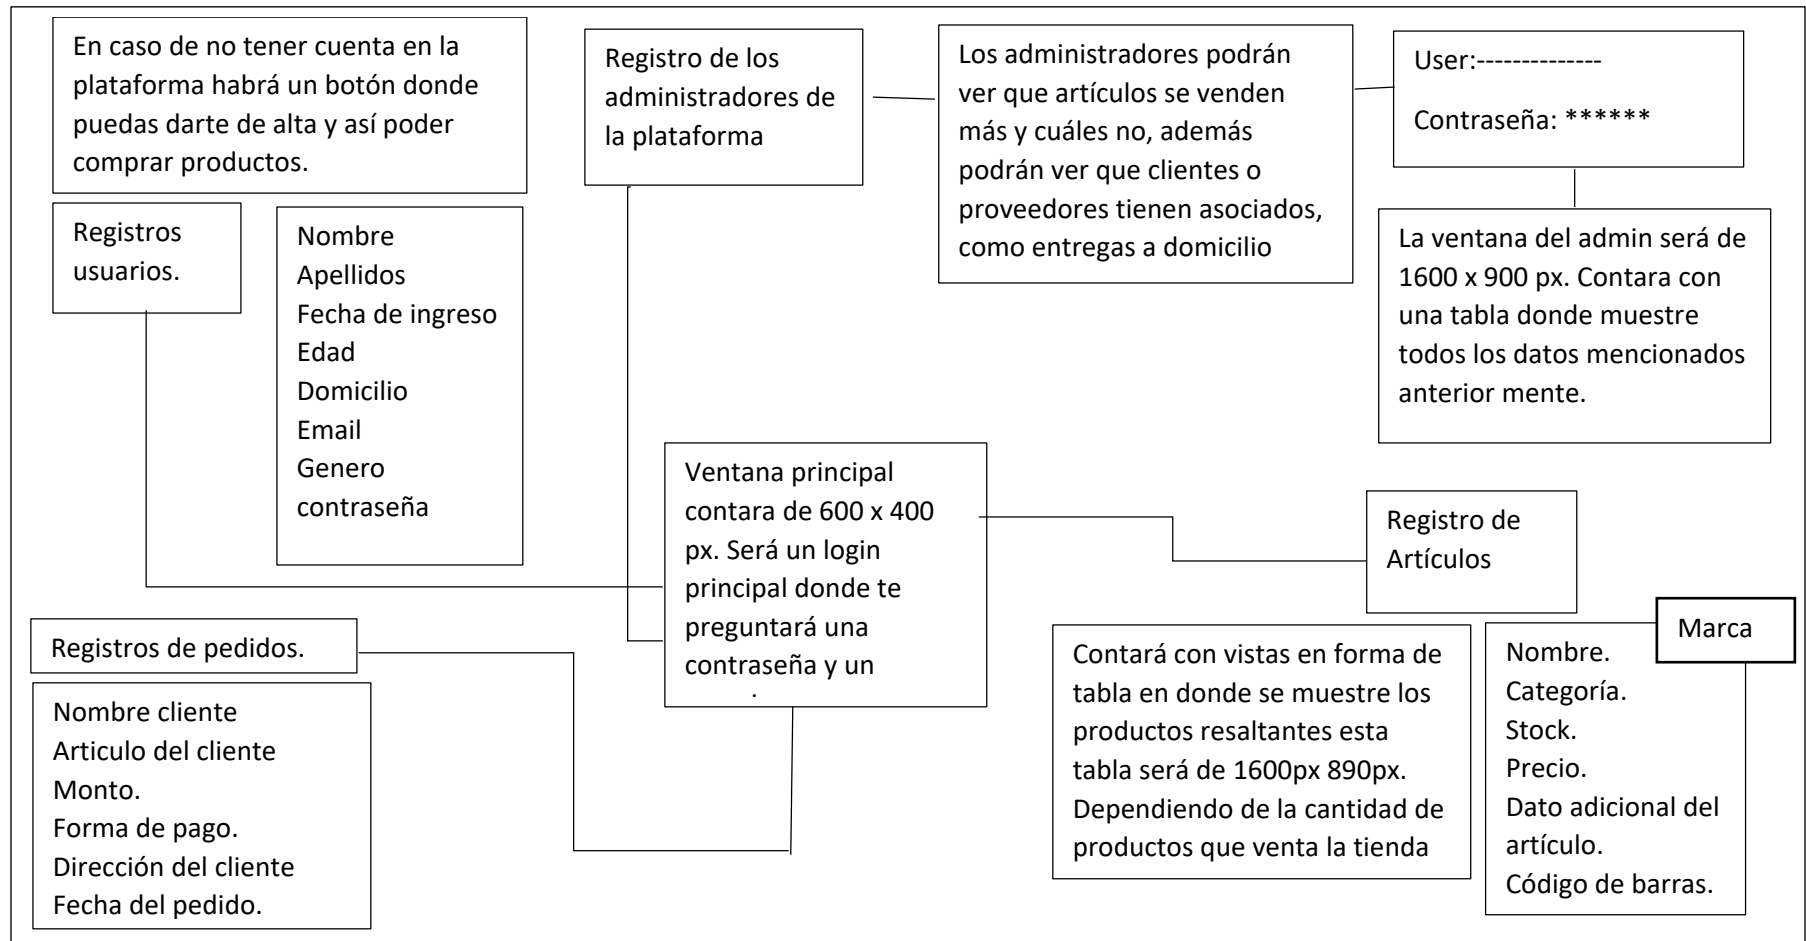 En caso de no tener cuenta en la
plataforma habrá un botón donde
puedas darte de alta y así poder
comprar productos.
Registro de los
administradores de
la plataforma
Los administradores podrán
ver que artículos se venden
más y cuáles no, además
podrán ver que clientes o
proveedores tienen asociados,
como entregas a domicilio
User:--------------
Contraseña: ******
Registros
usuarios.
Nombre
Apellidos
Fecha de ingreso
Edad
Domicilio
Email
Genero
contraseña
La ventana del admin será de
1600 x 900 px. Contara con
una tabla donde muestre
todos los datos mencionados
anterior mente.
Ventana principal
contara de 600 x 400
px. Será un login
principal donde te
preguntará una
contraseña y un
Registro de
Artículos
Registros de pedidos.
Nombre cliente
Articulo del cliente
Monto.
Forma de pago.
Dirección del cliente
Fecha del pedido.
Contará con vistas en forma de
tabla en donde se muestre los
productos resaltantes esta
tabla será de 1600px 890px.
Dependiendo de la cantidad de
productos que venta la tienda
Marca
Nombre.
Categoría.
Stock.
Precio.
Dato adicional del
artículo.
Código de barras.